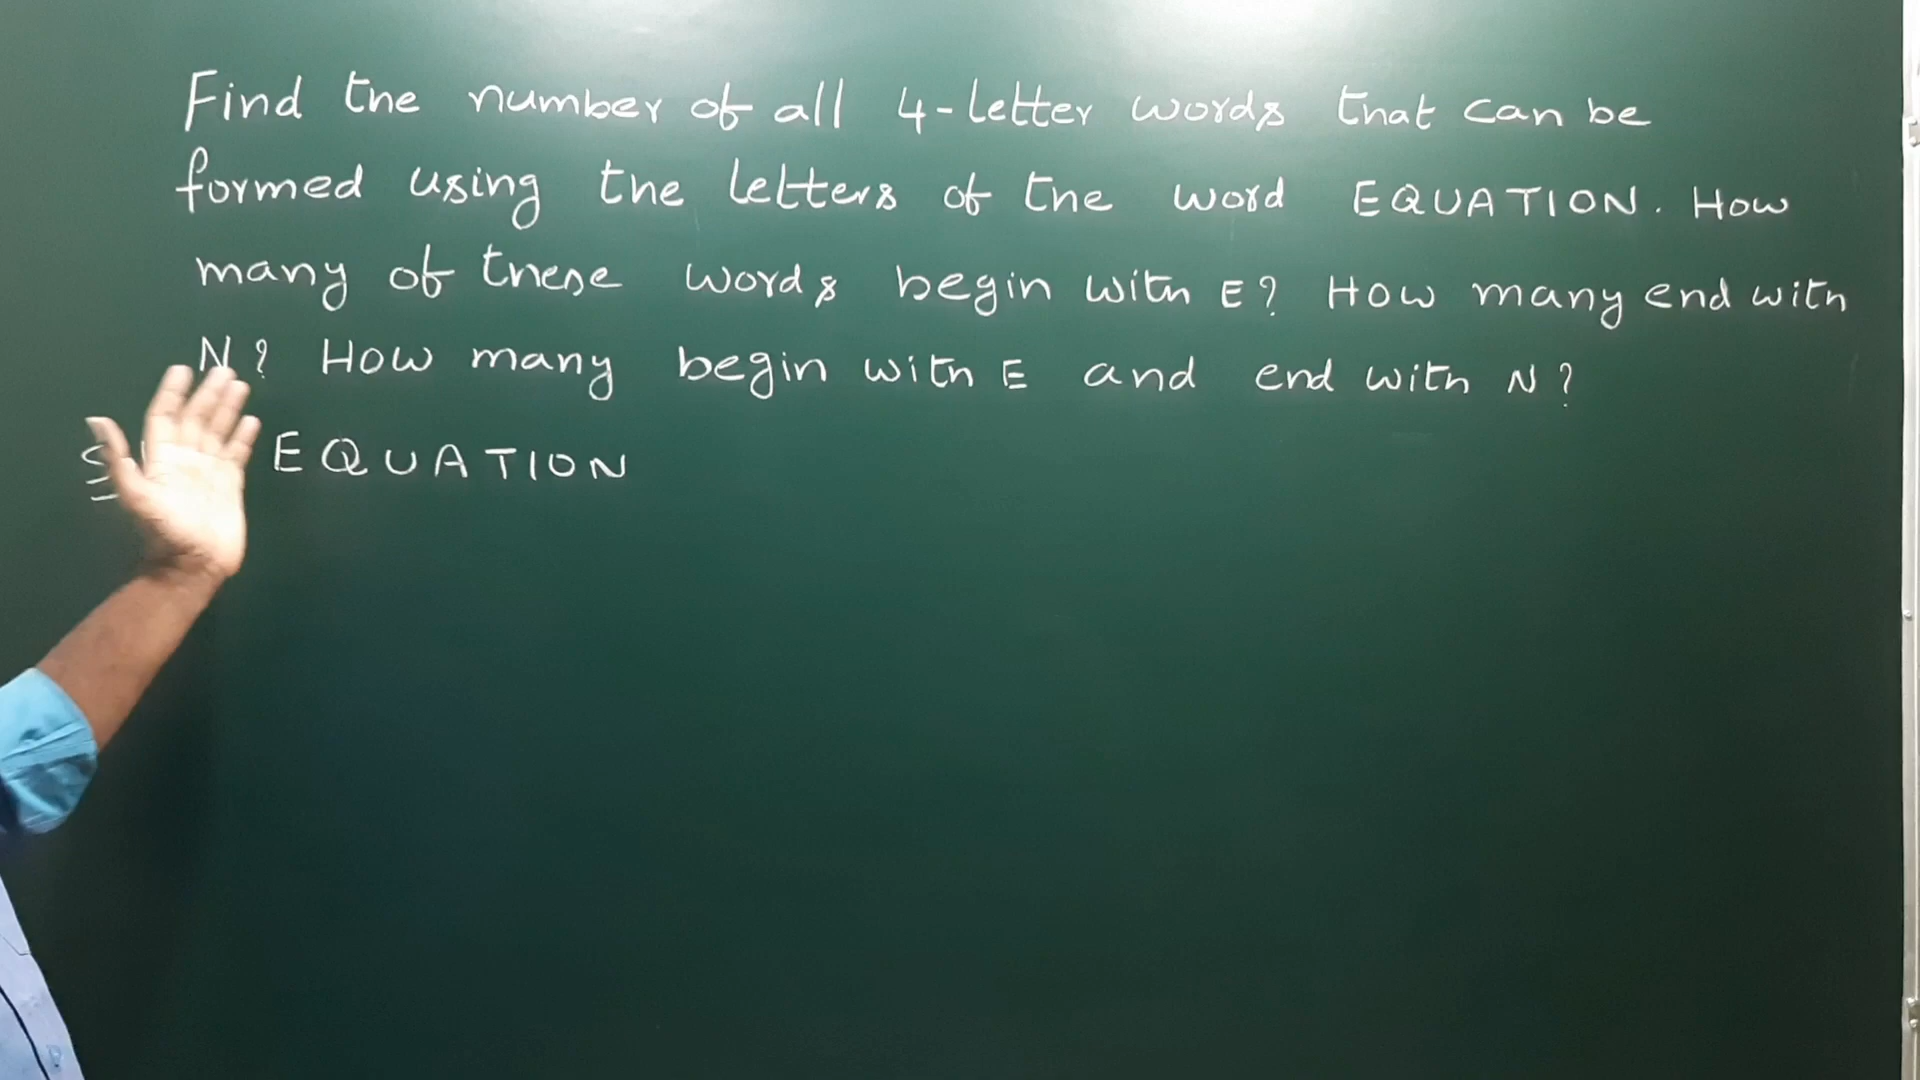 Find the number of all 4-letter words that can be
formed using the letters of the word EQUATION. How
many of these words begin with E? How many end with
N? How many begin with E and end with N?
EQUATION